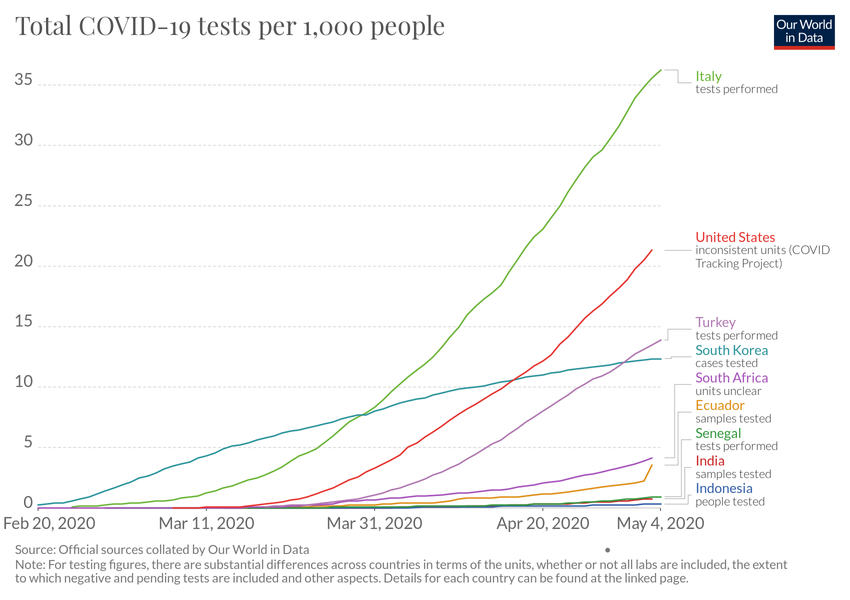 Total COVID-19 tests per 1,000 people
Our World
in Data
35
30
25
20
15
10
5
0
Italy
tests performed
United States
inconsistent units (COVID
Tracking Project)
Turkey
tests performed
South Korea
cases tested
South Africa
units unclear
Ecuador
samples tested
Senegal
tests performed
India
samples tested
Indonesia
people tested
Feb 20, 2020 Mar 11, 2020 Mar 31, 2020 Apr 20, 2020 May 4, 2020
Source: Official sources collated by Our World in Data
Note: For testing figures, there are substantial differences across countries in terms of the units, whether or not all labs are included, the extent
to which negative and pending tests are included and other aspects. Details for each country can be found at the linked page.